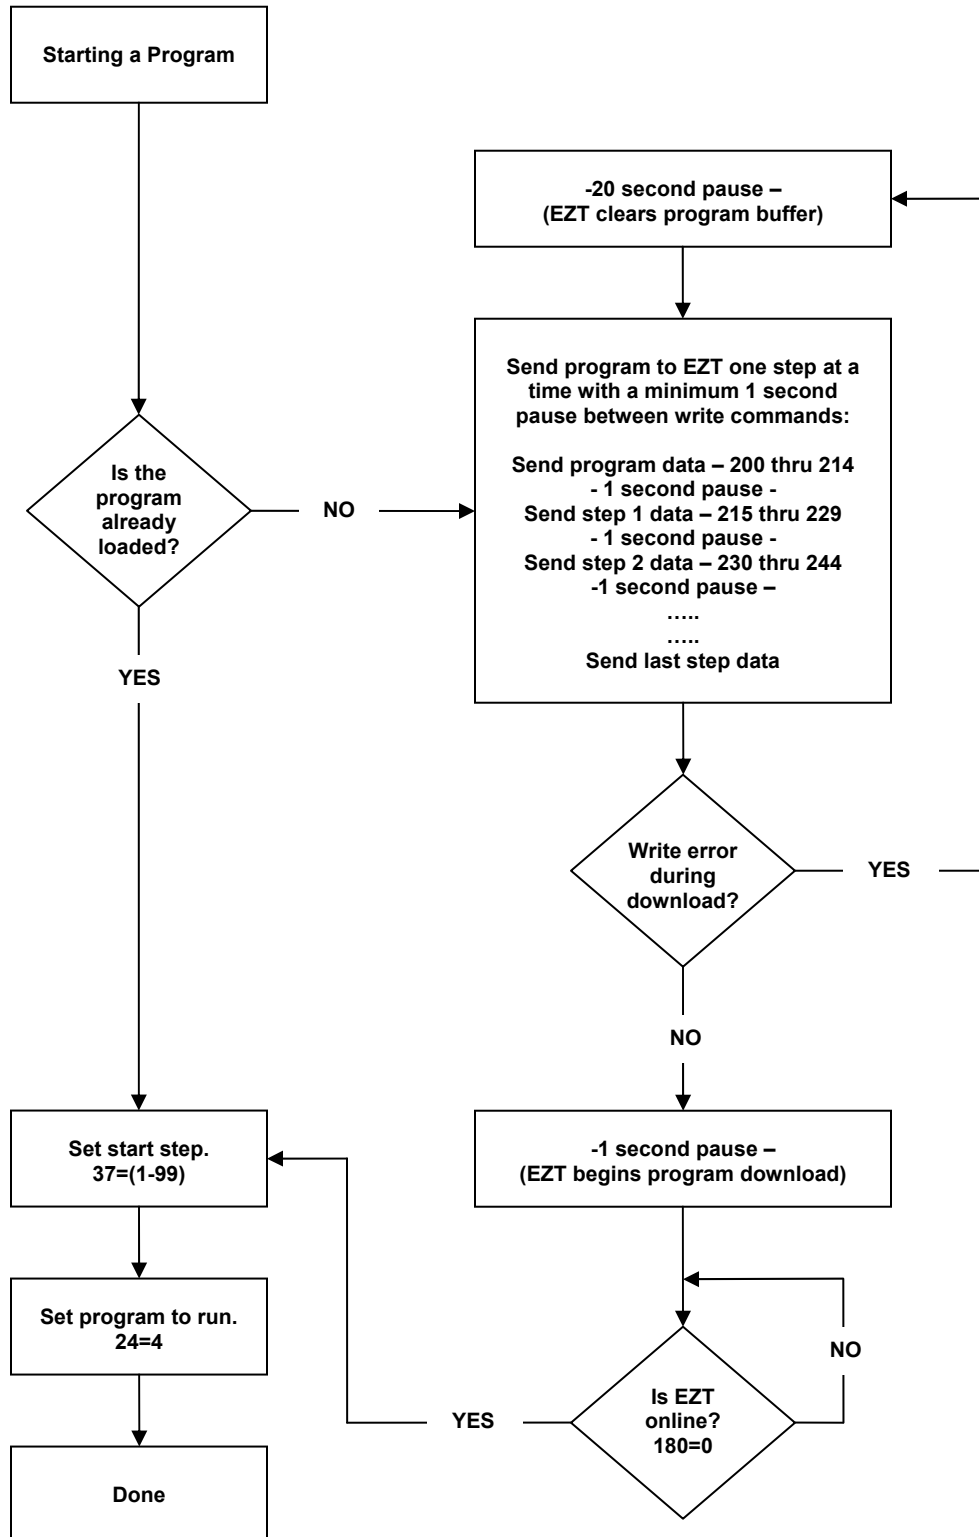 Starting a Program
-20 second pause –
(EZT clears program buffer)
Send program to EZT one step at a
time with a minimum 1 second
pause between write commands:
Send program data – 200 thru 214
- 1 second pause -
Send step 1 data – 215 thru 229
- 1 second pause -
Send step 2 data – 230 thru 244
-1 second pause –
…..
…..
Send last step data
Is the
program
already
loaded?
NO
YES
Write error
during
download?
YES
NO
-1 second pause –
(EZT begins program download)
Set start step.
37=(1-99)
Set program to run.
24=4
Is EZT
online?
180=0
NO
YES
Done